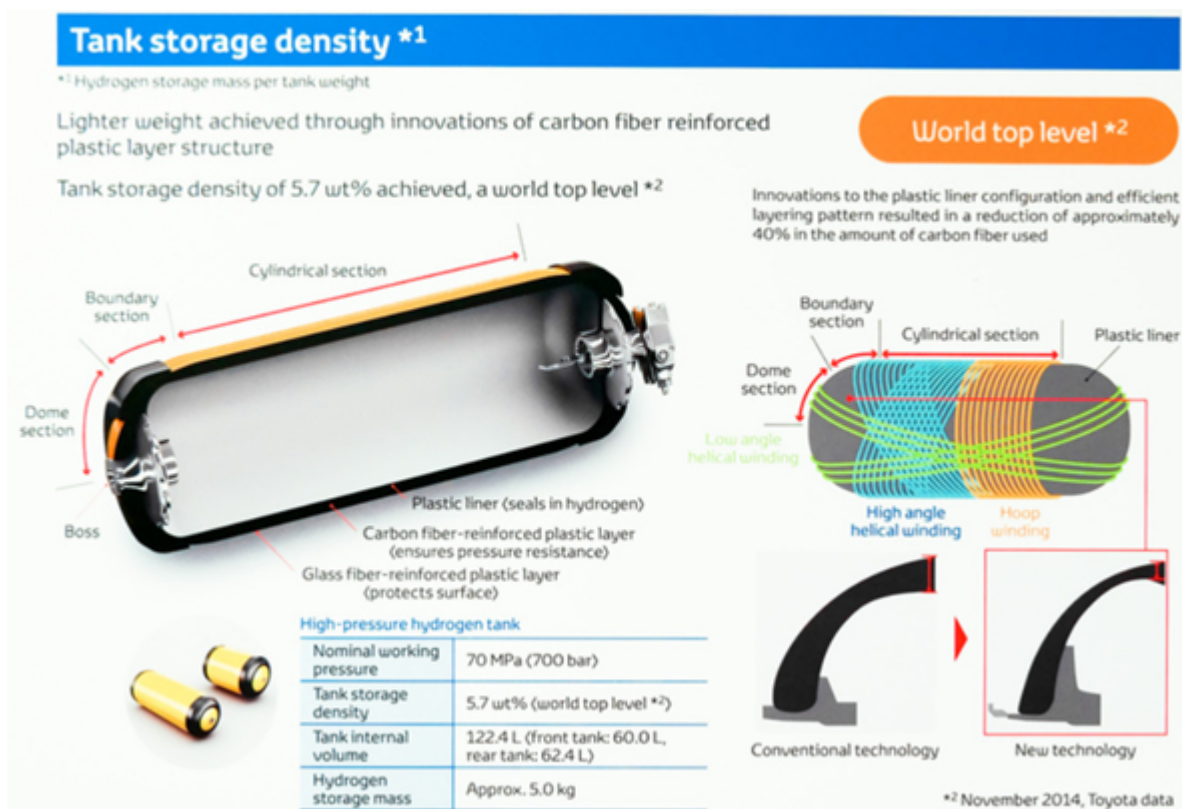 Tank storage density *1
*1 Hydrogen storage mass per tank weight
Lighter weight achieved through innovations of carbon fiber reinforced
plastic layer structure
World top level *2
Tank storage density of 5.7 wt% achieved, a world top level *2
Innovations to the plastic liner configuration and efficient
layering pattern resulted in a reduction of approximately
40% in the amount of carbon fiber used
Cylindrical section
Boundary
section
Dome
section
Boss
Plastic liner (seals in hydrogen)
Carbon fiber-reinforced plastic layer
(ensures pressure resistance)
Glass fiber-reinforced plastic layer
(protects surface)
Boundary
section
Cylindrical section
Plastic liner
Dome
section
Low angle
helical winding
High angle
helical winding
Hoop
winding
Conventional technology
New technology
High-pressure hydrogen tank
Nominal working
pressure
70 MPa (700 bar)
Tank storage
density
5.7 wt% (world top level *2)
Tank internal
volume
122.4 L (front tank: 60.0 L,
rear tank: 62.4 L)
Hydrogen
storage mass
Approx. 5.0 kg
*2 November 2014, Toyota data